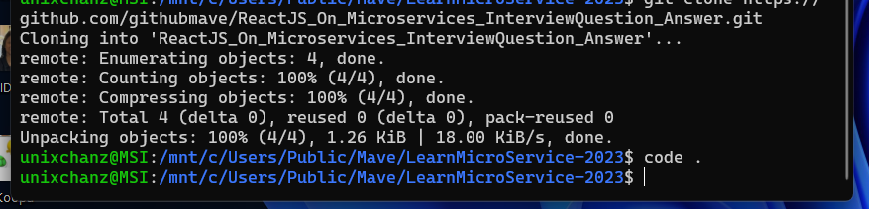 unixchanz@MSI:/mnt/c/Users/Public/Mave/LearnMicroService-2023$ git clone https://
github.com/githubmave/ReactJS_On_Microservices_InterviewQuestion_Answer.git
Cloning into 'ReactJS_On_Microservices_InterviewQuestion_Answer'...
remote: Enumerating objects: 4, done.
remote: Counting objects: 100% (4/4), done.
remote: Compressing objects: 100% (4/4), done.
remote: Total 4 (delta 0), reused 0 (delta 0), pack-reused 0
Unpacking objects: 100% (4/4), 1.26 KiB | 18.00 KiB/s, done.
unixchanz@MSI:/mnt/c/Users/Public/Mave/LearnMicroService-2023$ code .
unixchanz@MSI:/mnt/c/Users/Public/Mave/LearnMicroService-2023$
ID